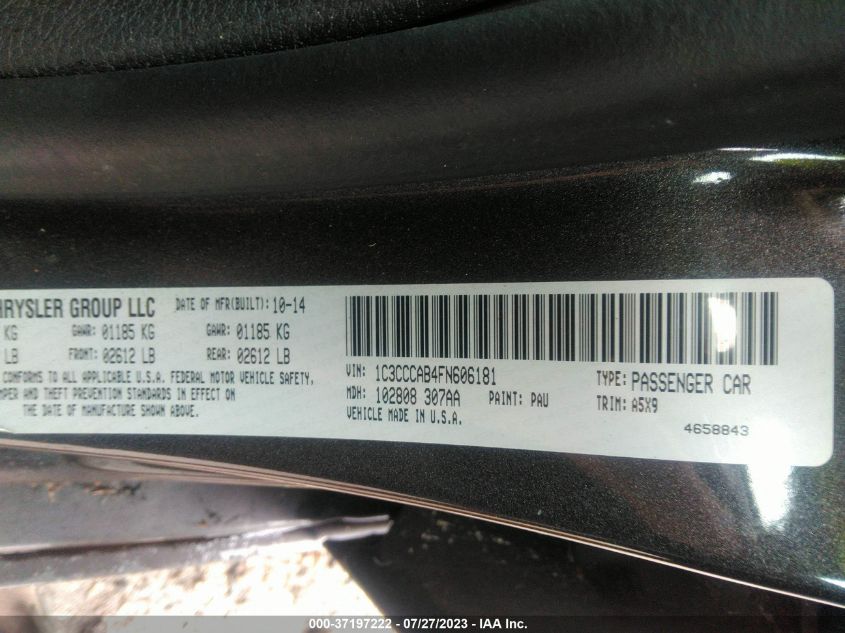 HRYSLER GROUP LLC DATE OF MFR(BUILT): 10-14
KG GAWR: 01185 KG GAWR: 01185 KG
LB FRONT: 02612 LB REAR: 02612 LB
CONFORMS TO ALL APPLICABLE U.S.A. FEDERAL MOTOR VEHICLE SAFETY,
MPER AND THEFT PREVENTION STANDARDS IN EFFECT ON
THE DATE OF MANUFACTURE SHOWN ABOVE.
VIN: 1C3CCCAB4FN606181 TYPE: PASSENGER CAR
MDH: 102808 307AA PAINT: PAU TRIM: A5X9
VEHICLE MADE IN U.S.A.
4658843
000-37197222 - 07/27/2023 - IAA Inc.